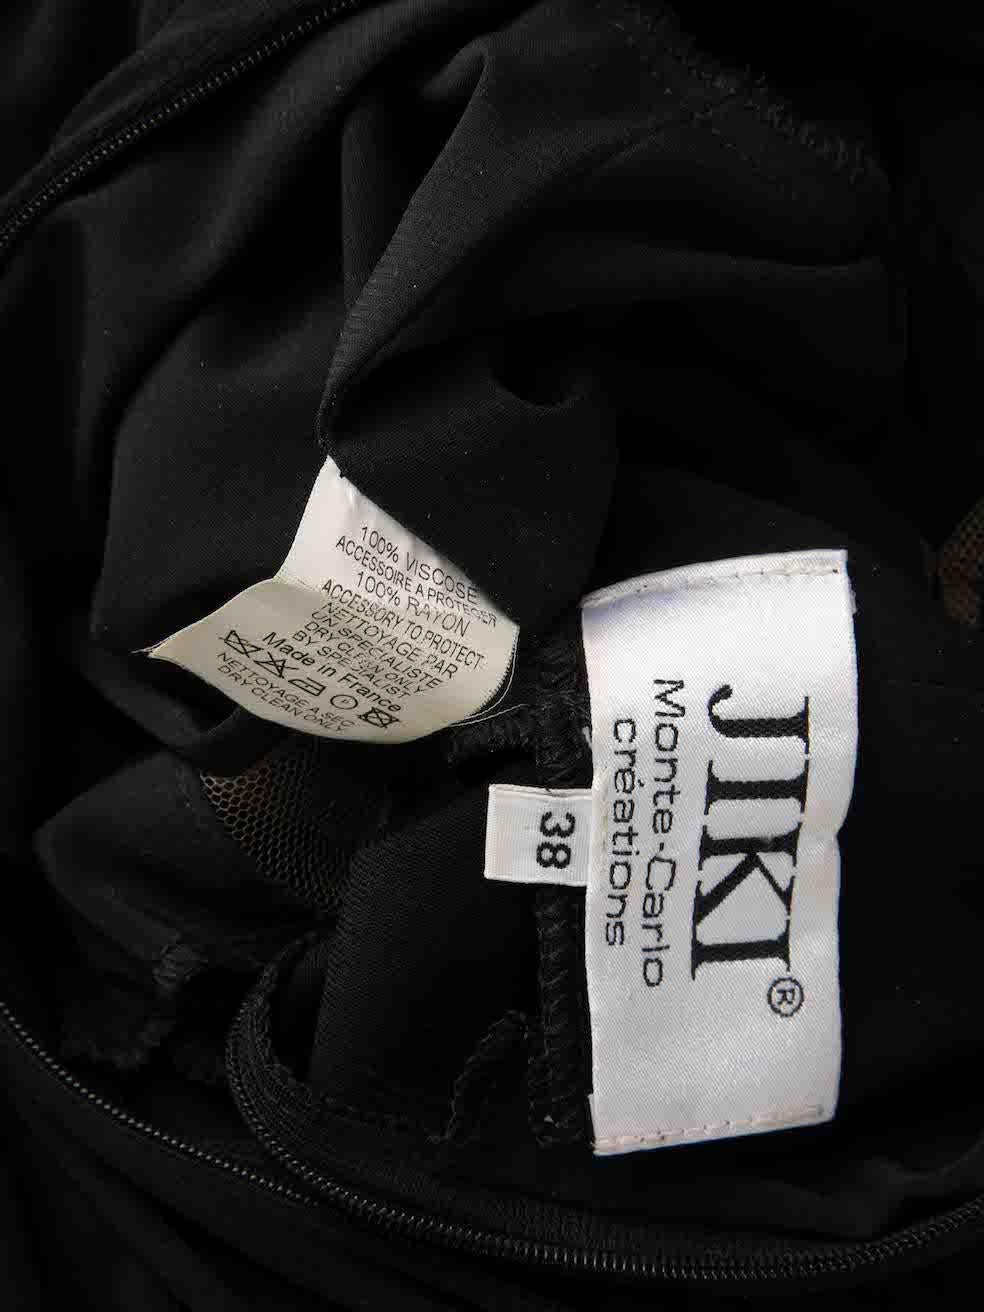 JIKI®
Monte-Carlo
créations
38
100% VISCOSE
ACCESSOIRE A PROTEGER
100% RAYON
ACCESSORY TO PROTECT
NETTOYAGE PAR
UN SPECIALISTE
DRY CLEAN ONLY
BY SPECIALIST
Made in France
P
NETTOYAGE A SEC
DRY CLEAN ONLY